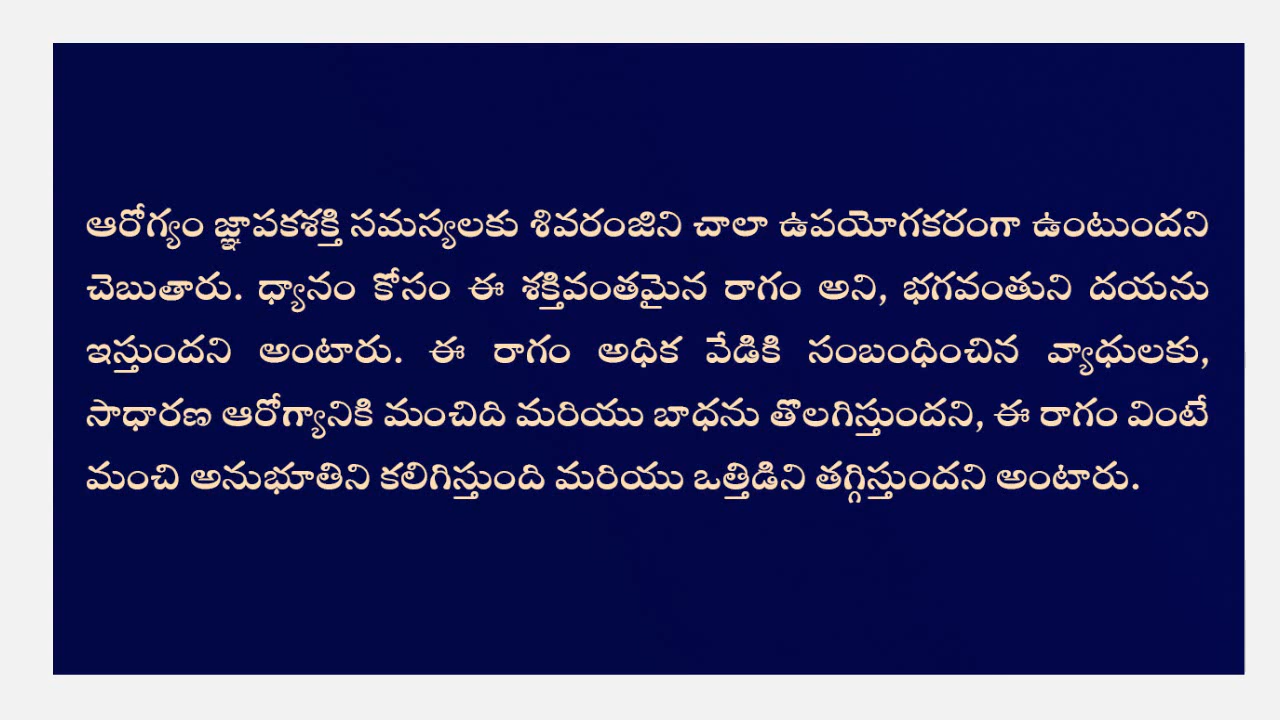 ఆరోగ్యం జ్ఞాపకశక్తి సమస్యలకు శివరంజిని చాలా ఉపయోగకరంగా ఉంటుందని
చెబుతారు. ధ్యానం కోసం ఈ శక్తివంతమైన రాగం అని, భగవంతుని దయను
ఇస్తుందని అంటారు. ఈ రాగం అధిక వేడికి సంబంధించిన వ్యాధులకు,
సాధారణ ఆరోగ్యానికి మంచిది మరియు బాధను తొలగిస్తుందని, ఈ రాగం వింటే
మంచి అనుభూతిని కలిగిస్తుంది మరియు ఒత్తిడిని తగ్గిస్తుందని అంటారు.